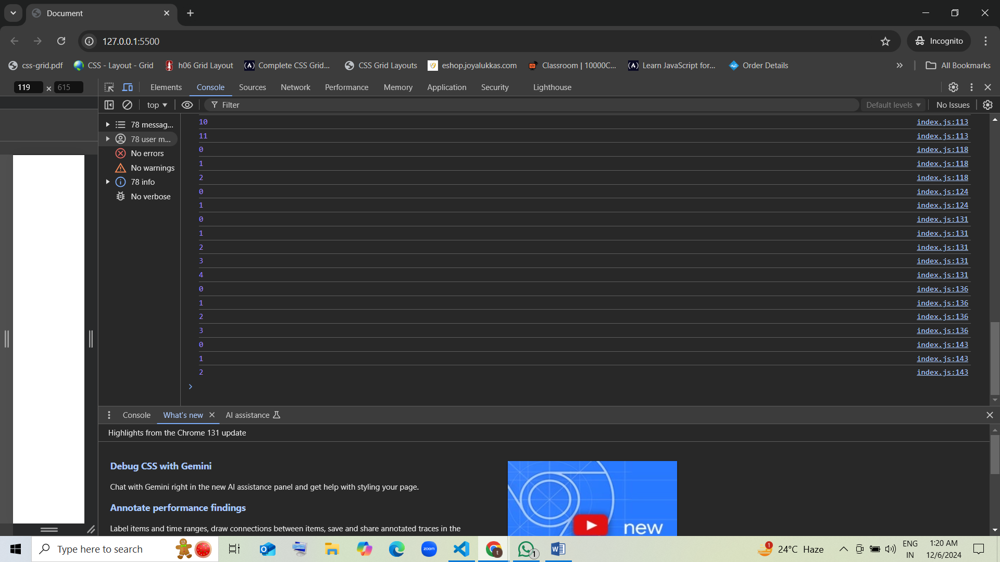 Document
127.0.0.1:5500
Incognito
css-grid.pdf CSS - Layout - Grid h06 Grid Layout Complete CSS Grid... CSS Grid Layouts eshop.joyalukkas.com Classroom | 10000C... Learn JavaScript for... Order Details All Bookmarks
119 × 615 Elements Console Sources Network Performance Memory Application Security Lighthouse
top Filter Default levels No Issues
78 messag...
78 user m...
No errors
No warnings
78 info
No verbose
10 index.js:113
11 index.js:113
0 index.js:118
1 index.js:118
2 index.js:118
0 index.js:124
1 index.js:124
0 index.js:131
1 index.js:131
2 index.js:131
3 index.js:131
4 index.js:131
0 index.js:136
1 index.js:136
2 index.js:136
3 index.js:136
0 index.js:143
1 index.js:143
2 index.js:143
Console What's new AI assistance
Highlights from the Chrome 131 update
Debug CSS with Gemini
Chat with Gemini right in the new AI assistance panel and get help with styling your page.
Annotate performance findings
Label items and time ranges, draw connections between items, save and share annotated traces in the
new
Type here to search
zoom
1
1
24°C Haze
ENG
IN
1:20 AM
12/6/2024